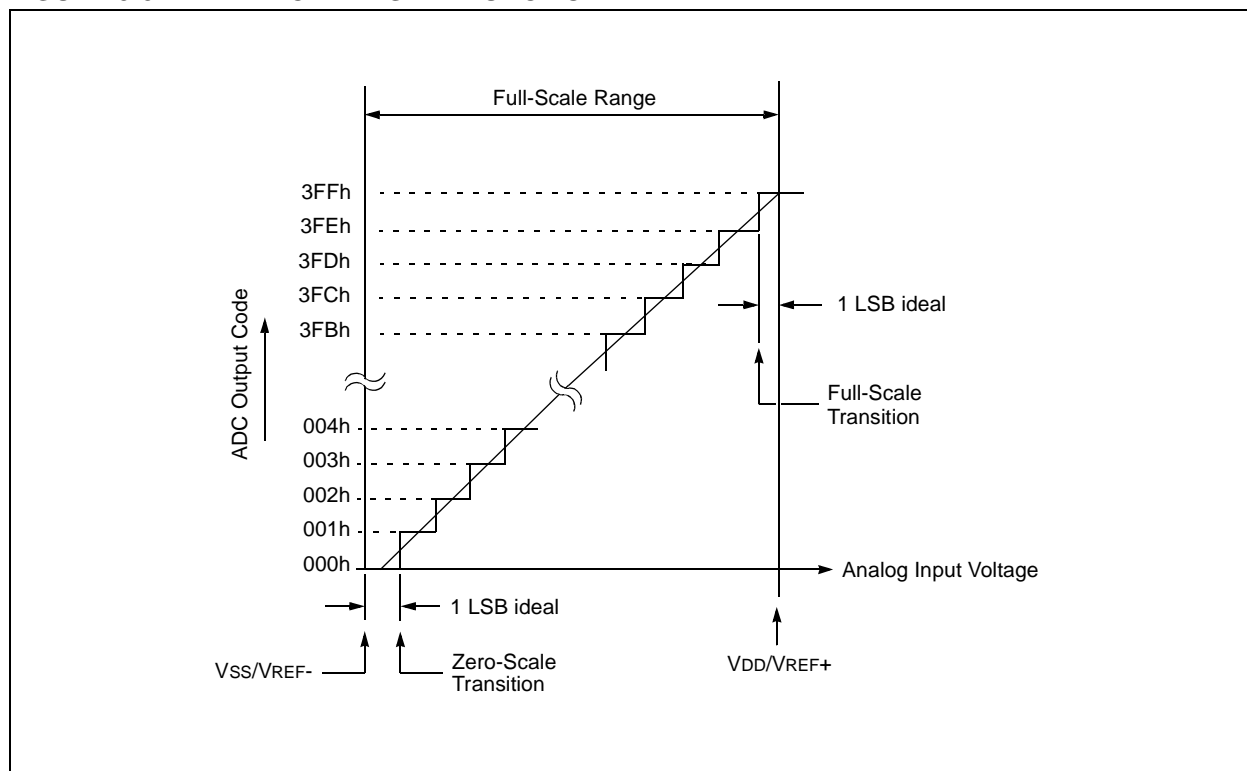 Full-Scale Range
3FFh
3FEh
3FDh
3FCh
3FBh
ADC Output Code
1 LSB ideal
Full-Scale
Transition
004h
003h
002h
001h
000h
Analog Input Voltage
1 LSB ideal
VSS/VREF-
Zero-Scale
Transition
VDD/VREF+